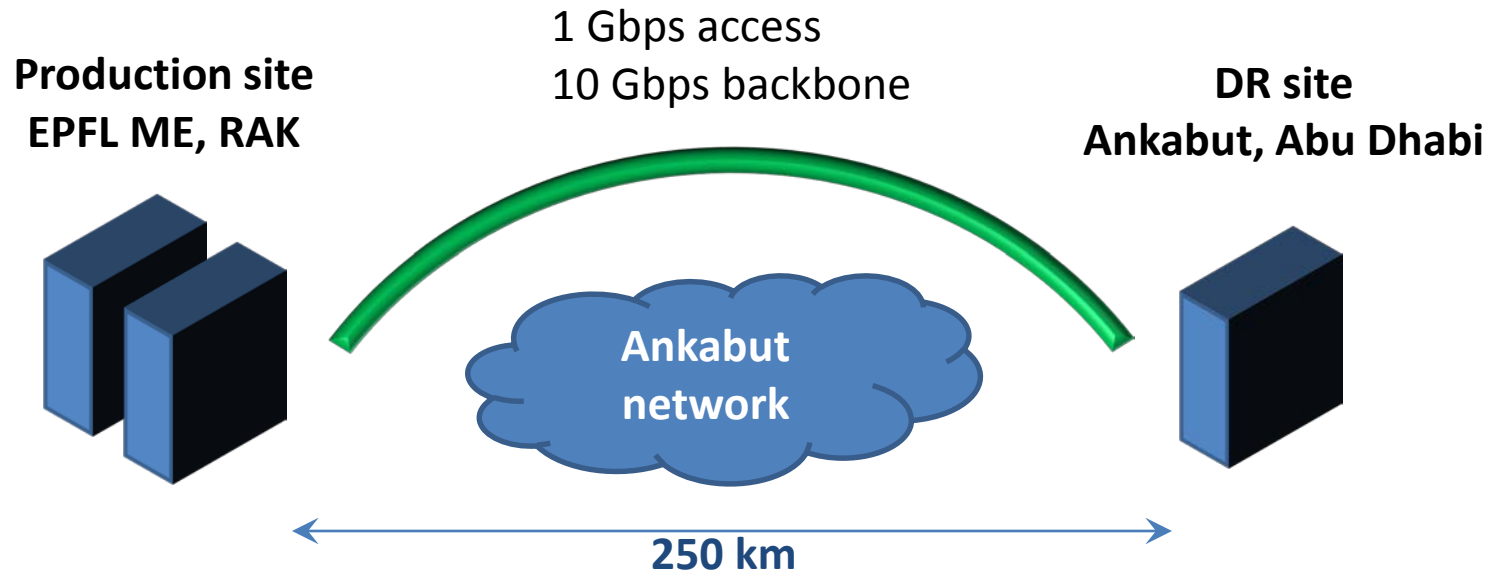 1 Gbps access
10 Gbps backbone
Production site
EPFL ME, RAK
DR site
Ankabut, Abu Dhabi
Ankabut
network
250 km